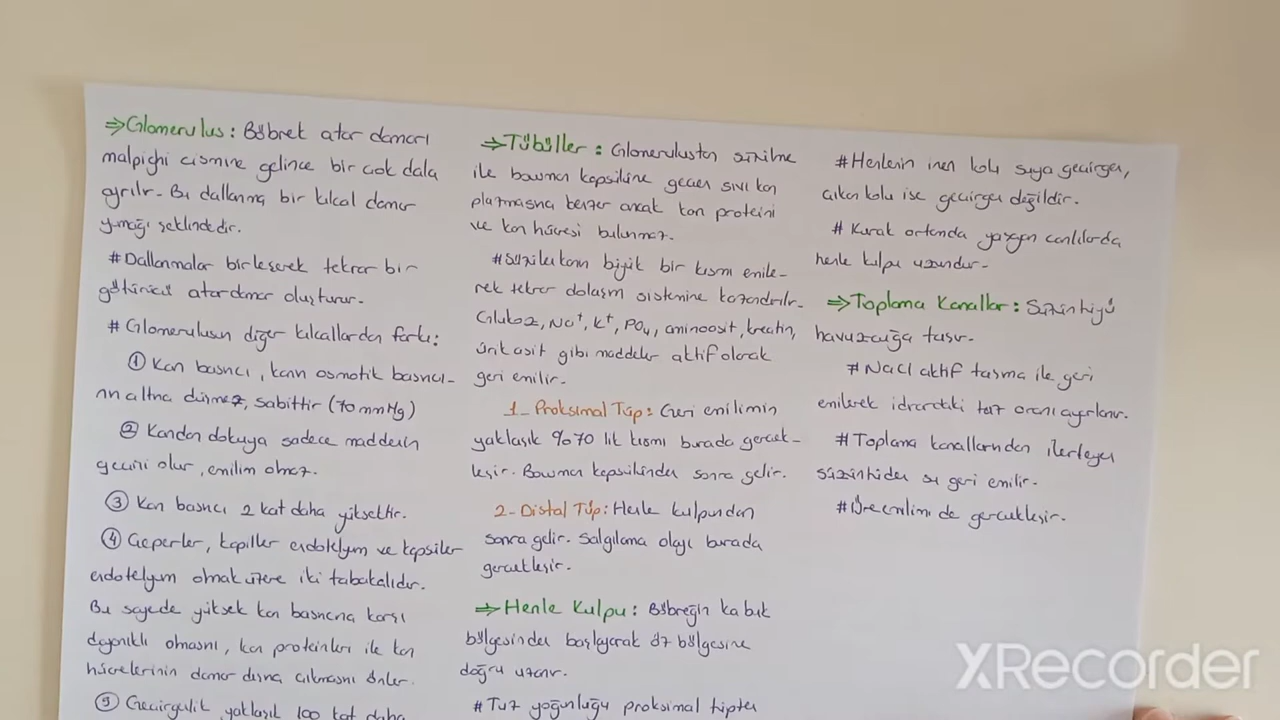 ⇒Glomerulus: Böbrek atar damarı
malpighi cismine gelince bir çok dala
ayrılır. Bu dallanma bir kılcal damar
yumağı şeklindedir.
#Dallanmalar birleşerek tekrar bir
götürücü atardamar oluşturur.
# Glomerulusun diğer kılcallardan farkı:
① Kan basıncı, kanın osmotik basıncı-
nın altına düşmez, sabittir (70 mmHg)
② Kandan dokuya sadece maddenin
geçişi olur, emilim olmaz.
③ Kan basıncı 2 kat daha yüksektir.
④ Çeperler, kapiller endotelyum ve kapsüler
endotelyum olmak üzere iki tabakalıdır.
Bu sayede yüksek kan basıncına karşı
dayanıklı olmasını, kan proteinleri ile kan
hücrelerinin damar dışına çıkmasını önler.
⑤ Geçirgenlik yaklaşık 100 kat daha
⇒Tübüller: Glomerulustan süzülme
ile bowman kapsülüne geçen sıvı kan
plazmasına benzer ancak kan proteini
ve kan hücresi bulunmaz.
#Süzülen kanın büyük bir kısmı emile-
rek tekrar dolaşım sistemine kazandırılır.
Glukoz, Na⁺, K⁺, PO₄, aminoasit, kreatin,
ürik asit gibi maddeler aktif olarak
geri emilir.
1- Proksimal Tüp: Geri emilimin
yaklaşık %70 lik kısmı burada gerçek-
leşir. Bowman kapsülünden sonra gelir.
2- Distal Tüp: Henle kulpundan
sonra gelir. Salgılama olayı burada
gerçekleşir.
⇒Henle Kulpu: Böbreğin kabuk
bölgesinden başlayarak öz bölgesine
doğru uzanır.
#Tuz yoğunluğu proksimal tüpten
#Henlenin inen kolu suya geçirgen,
çıkan kolu ise geçirgen değildir.
# Kurak ortamda yaşayan canlılarda
henle kulpu uzundur.
⇒Toplama Kanalları: Süzüntüyü
havuzcuğa taşır.
#NaCl aktif taşıma ile geri
emilerek idrardaki tuz oranı ayarlanır.
#Toplama kanallarından ilerleyen
süzüntüden su geri emilir.
#Üre emilimi de gerçekleşir.
XRecorder